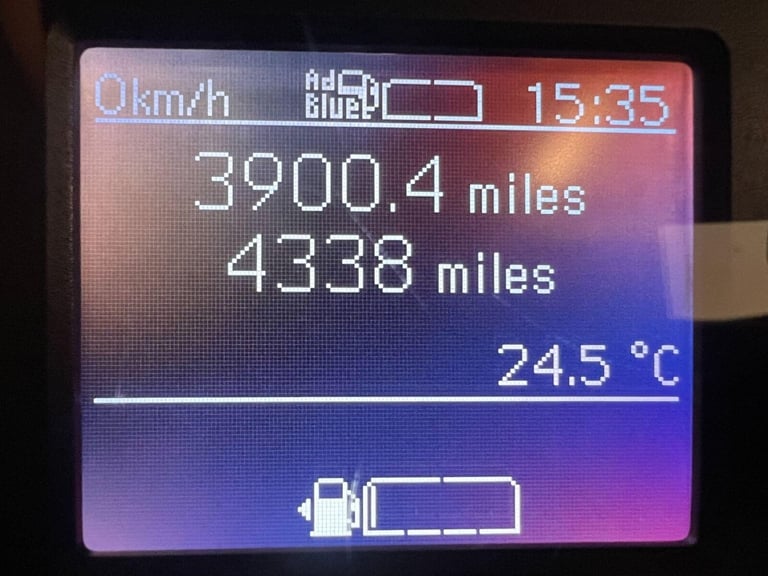 0km/h Ad Blue 15:35
3900.4 miles
4338 miles
24.5 °C